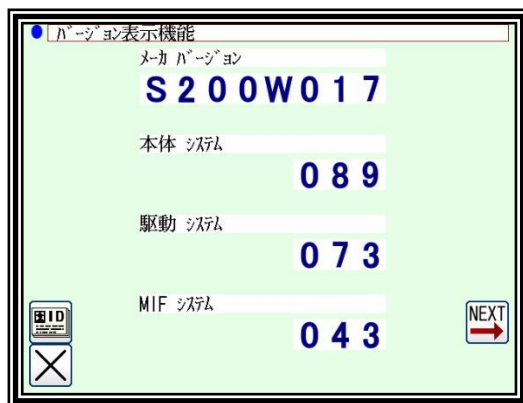 ﾊﾞｰｼﾞｮﾝ表示機能
ﾒｰｶ ﾊﾞｰｼﾞｮﾝ
S200W017
本体 ｼｽﾃﾑ
089
駆動 ｼｽﾃﾑ
073
MIF ｼｽﾃﾑ
043
ID
NEXT